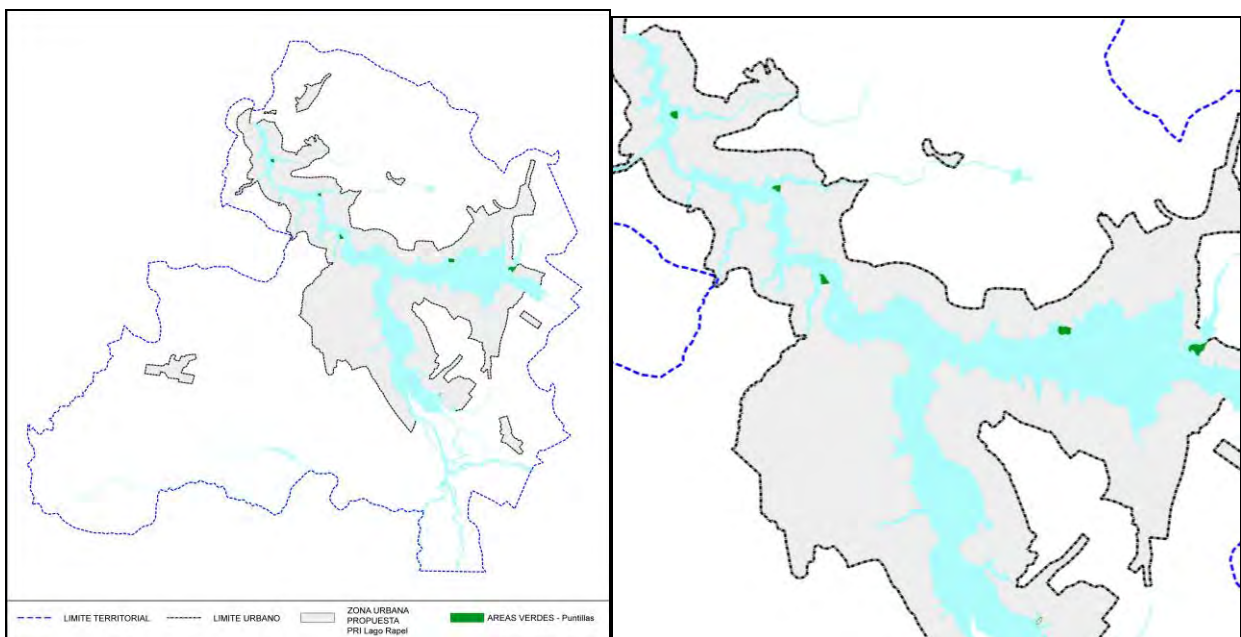 LIMITE TERRITORIAL
LIMITE URBANO
ZONA URBANA
PROPUESTA
PRI Lago Rapel
AREAS VERDES - Puntillas